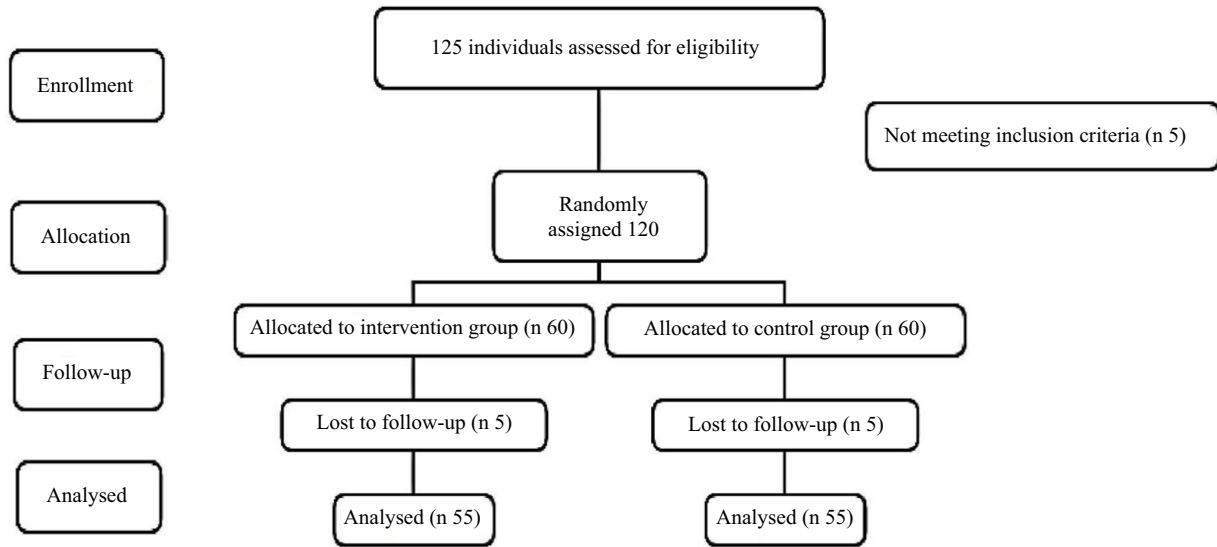 125 individuals assessed for eligibility
Enrollment
Not meeting inclusion criteria (n 5)
Randomly
assigned 120
Allocation
Allocated to intervention group (n 60)
Allocated to control group (n 60)
Follow-up
Lost to follow-up (n 5)
Lost to follow-up (n 5)
Analysed
Analysed (n 55)
Analysed (n 55)